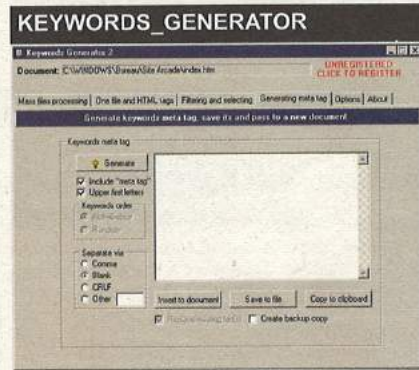 KEYWORDS_GENERATOR
Keywords Generator 2
Document: C:\WINDOWS\Bureau\Site Arcade\index.htm
UNREGISTERED
CLICK TO REGISTER
Mass files processing | One file and HTML tags | Filtering and selecting | Generating meta tag | Options | About
Generate keywords meta tag, save its and pass to a new document
Keywords meta tag
Generate
Include "meta tag"
Upper first letters
Keywords order
Random
Separate via
Comma
Blank
CRLF
Other
Insert to document
Save to file
Copy to clipboard
Create backup copy